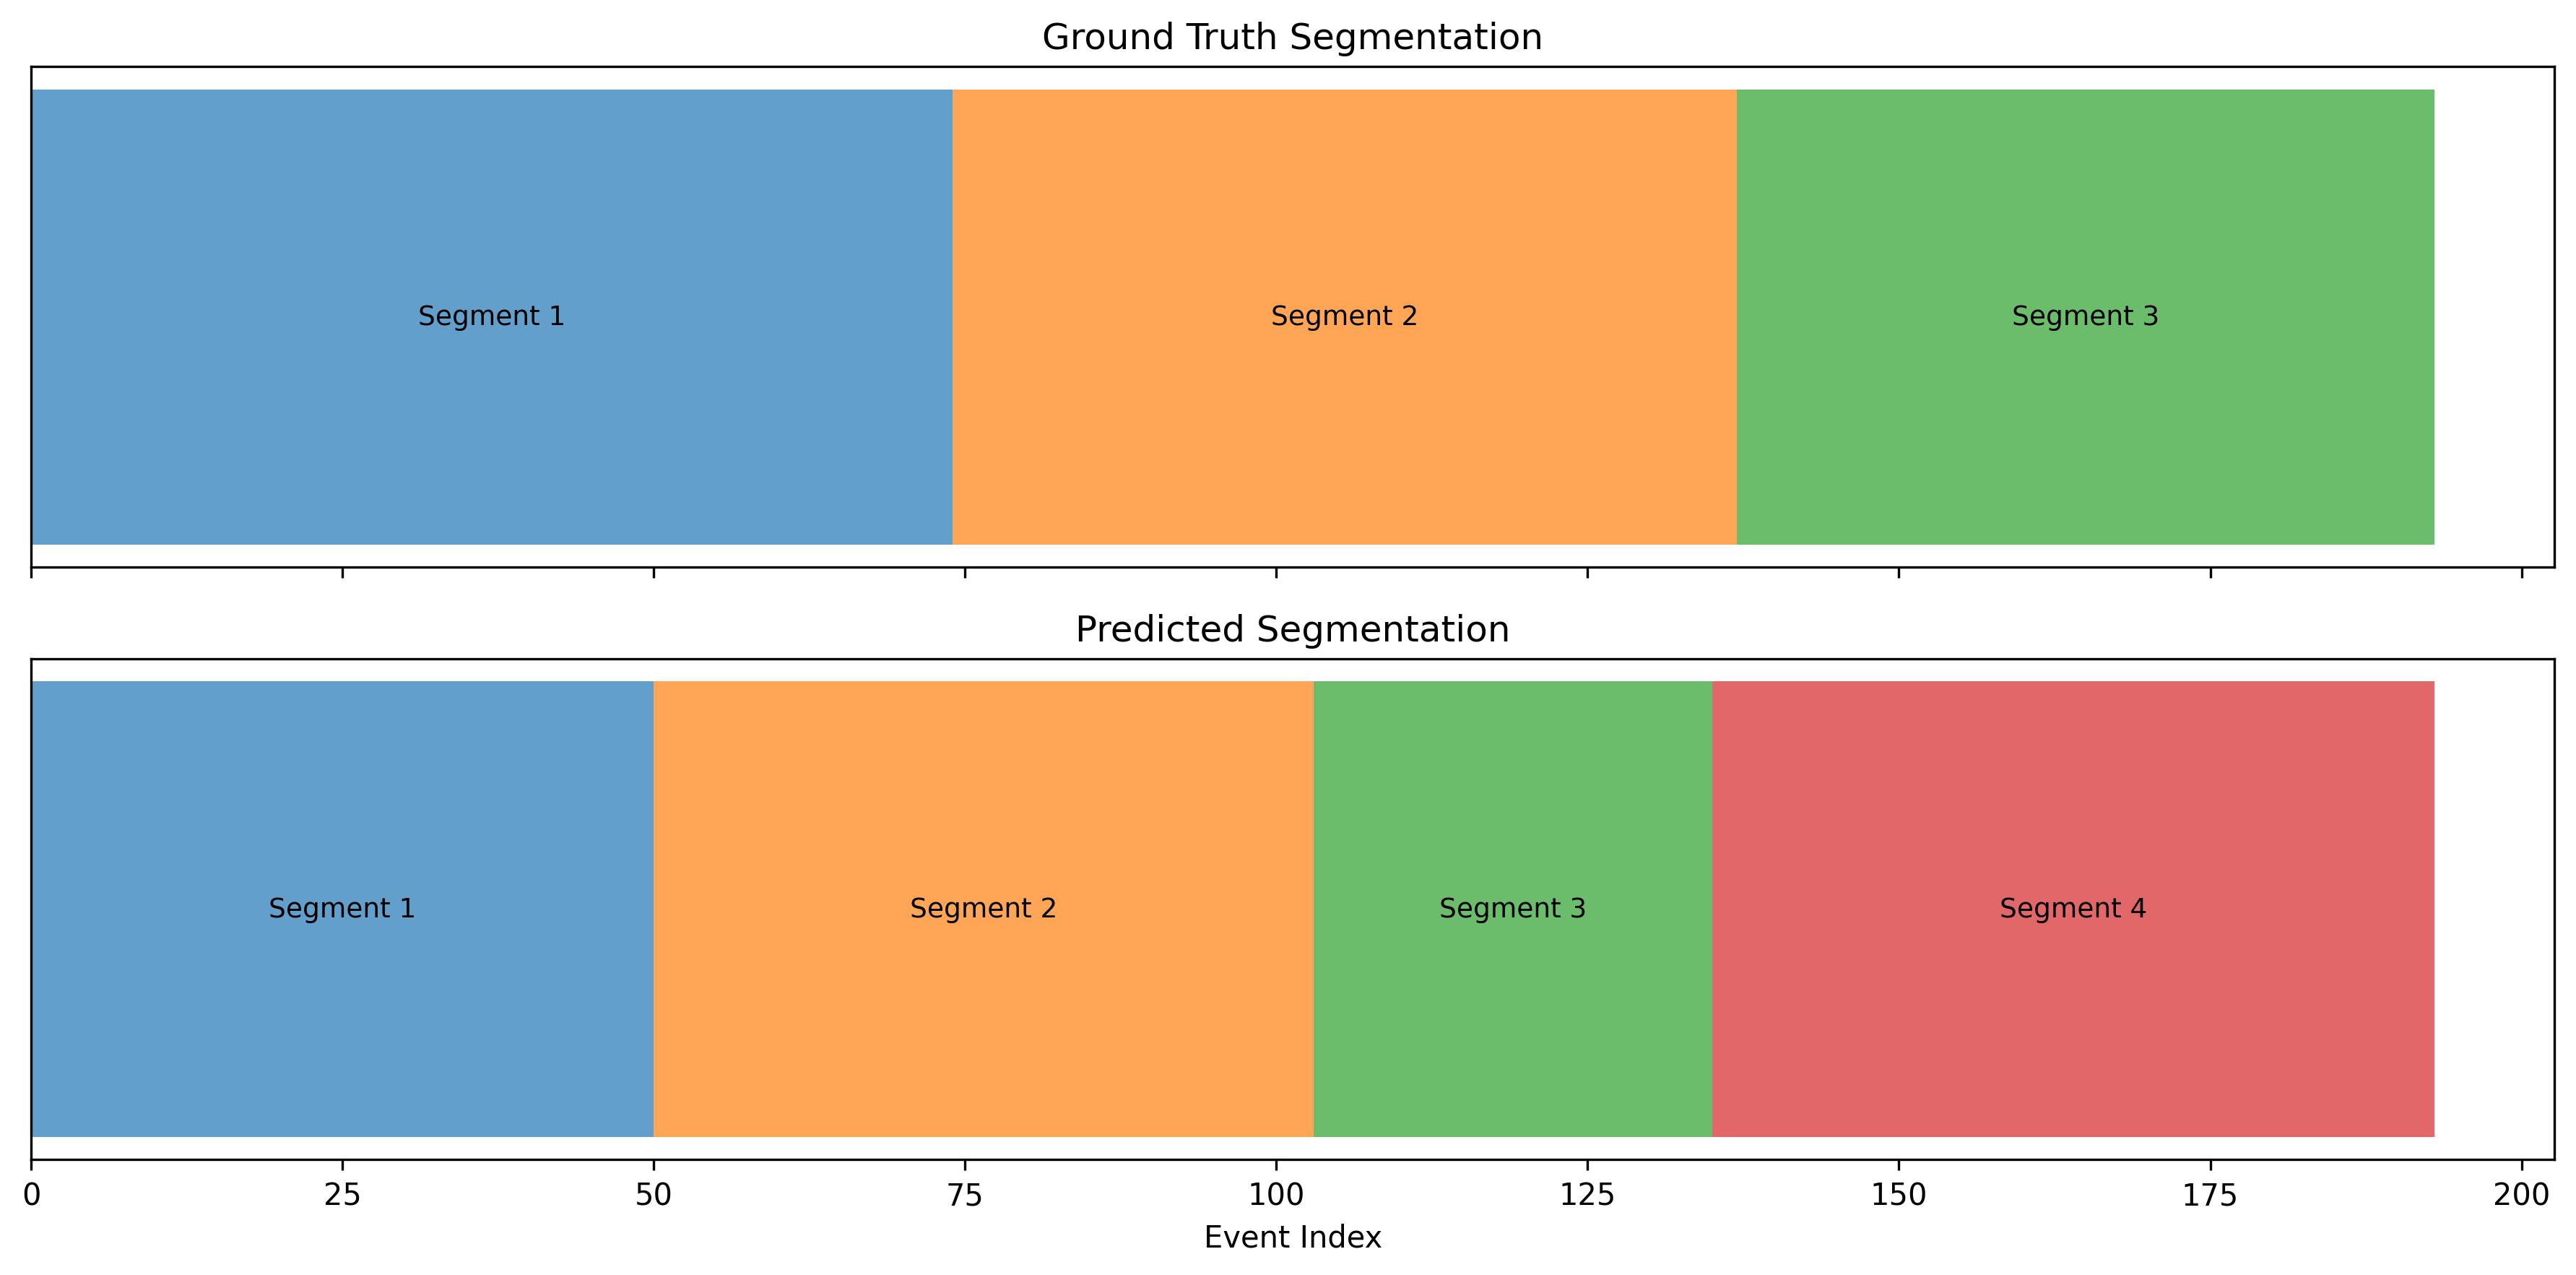 Ground Truth Segmentation
Segment 1 Segment 2 Segment 3
Predicted Segmentation
Segment 1 Segment 2 Segment 3 Segment 4
0 25 50 75 100 125 150 175 200
Event Index